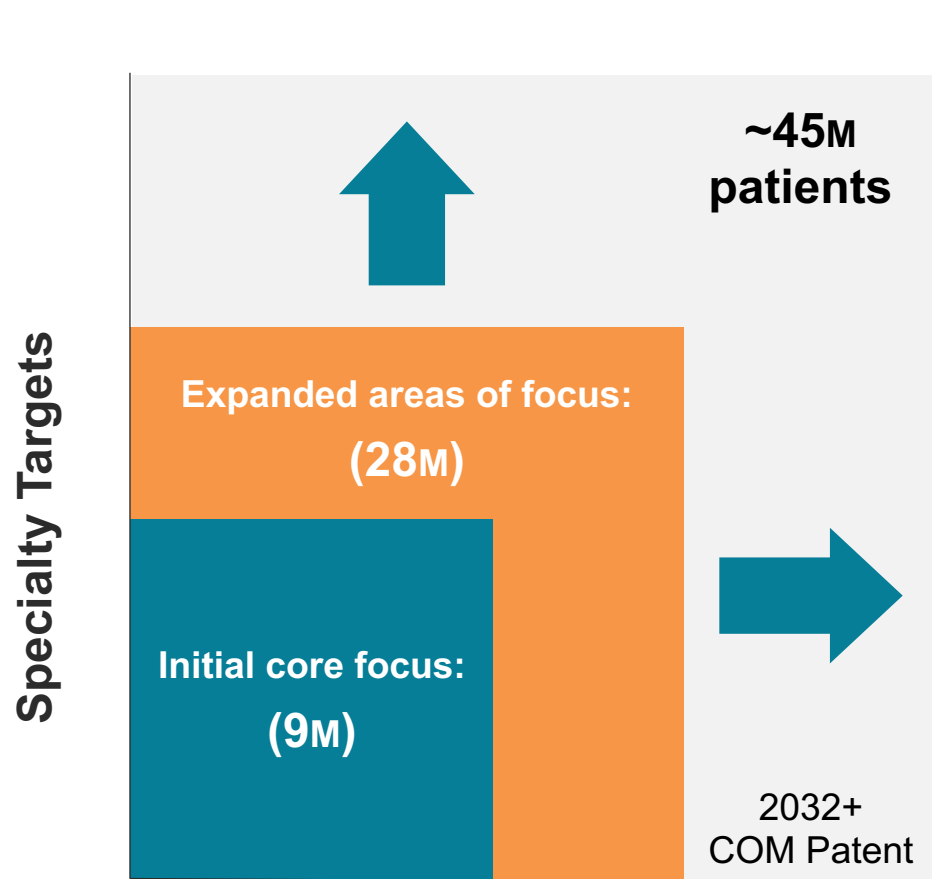 ~45M
patients
Specialty Targets
Expanded areas of focus:
(28M)
Initial core focus:
(9M)
2032+
COM Patent